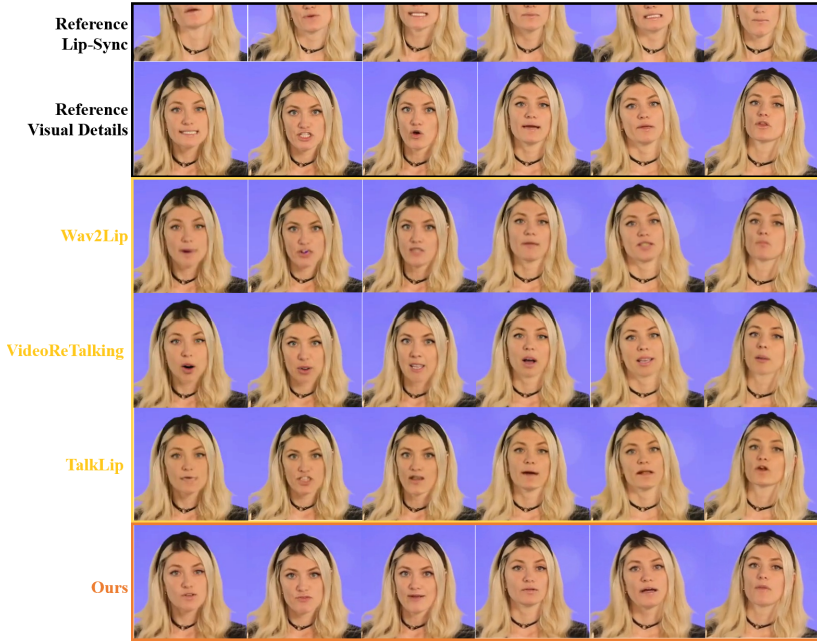 Reference
Lip-Sync
Reference
Visual Details
Wav2Lip
VideoReTalking
TalkLip
Ours